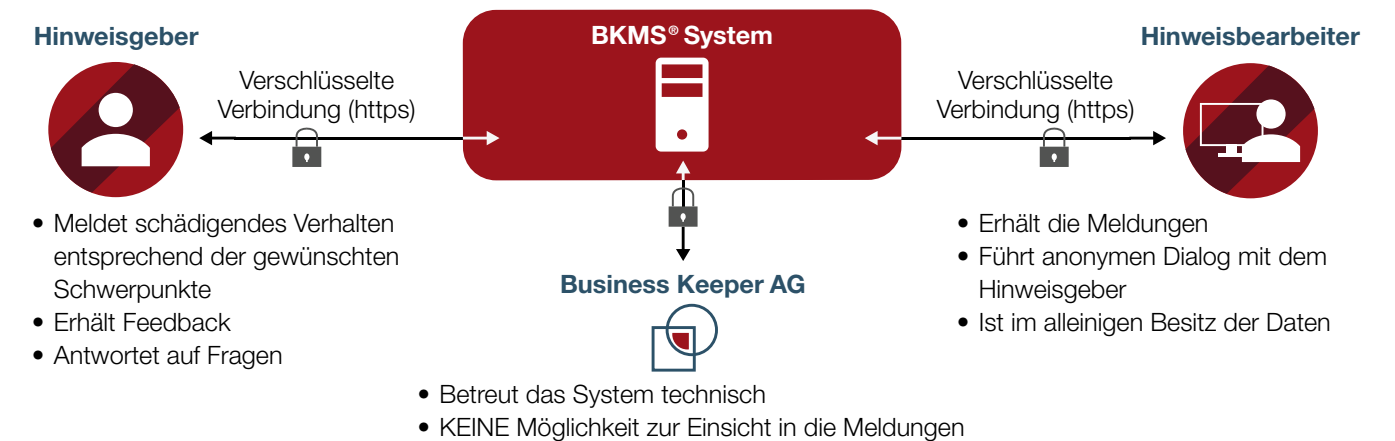 Hinweisgeber
Verschlüsselte
Verbindung (https)
• Meldet schädigendes Verhalten
entsprechend der gewünschten
Schwerpunkte
• Erhält Feedback
• Antwortet auf Fragen
BKMS® System
Business Keeper AG
• Betreut das System technisch
• KEINE Möglichkeit zur Einsicht in die Meldungen
Verschlüsselte
Verbindung (https)
Hinweisbearbeiter
• Erhält die Meldungen
• Führt anonymen Dialog mit dem
Hinweisgeber
• Ist im alleinigen Besitz der Daten